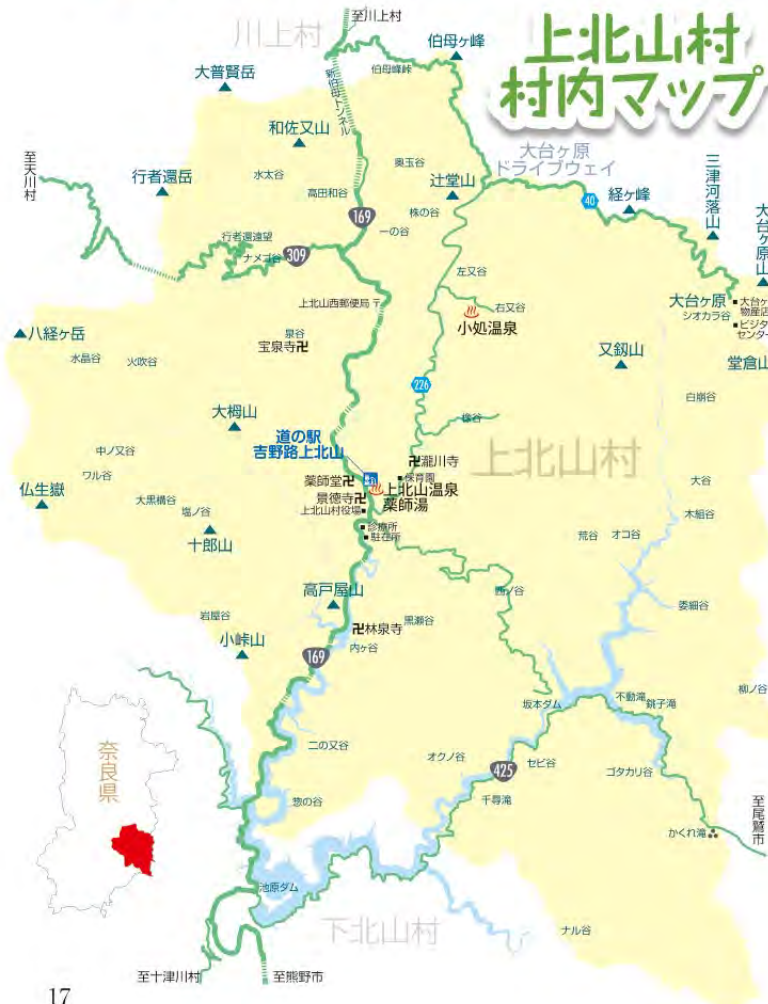 至川上村
川上村
伯母ヶ峰
上北山村
村内マップ
大普賢岳
伯母峰峠
新伯母トンネル
和佐又山
大台ヶ原
ドライブウェイ
至天川村
奥玉谷
水太谷
行者還岳
高田和谷
辻堂山
三津河落山
40
経ヶ峰
169
株の谷
一の谷
行者還遠望
ナメゴ谷
309
左又谷
上北山西郵便局〒
右又谷
大台ヶ原
シオカラ谷
小処温泉
八経ヶ岳
泉谷
宝泉寺卍
水晶谷
火吹谷
又剱山
堂倉山
226
白崩谷
大栂山
道の駅
吉野路上北山
上北山村
中ノ又谷
卍瀧川寺
ワル谷
薬師堂卍
保育園
大谷
仏生嶽
上北山温泉
薬師湯
大黒構谷
景徳寺卍
上北山村役場
塩ノ谷
木組谷
診療所
駐在所
十郎山
荒谷
オコ谷
高戸屋山
岩屋谷
黒瀬谷
卍林泉寺
小峠山
内ヶ谷
169
柳ノ谷
坂本ダム
不動滝
銚子滝
奈良県
二の又谷
オクノ谷
425
セビ谷
ゴタカリ谷
惣の谷
千尋滝
至尾鷲市
かくれ滝
池原ダム
下北山村
ナル谷
至十津川村
至熊野市
17